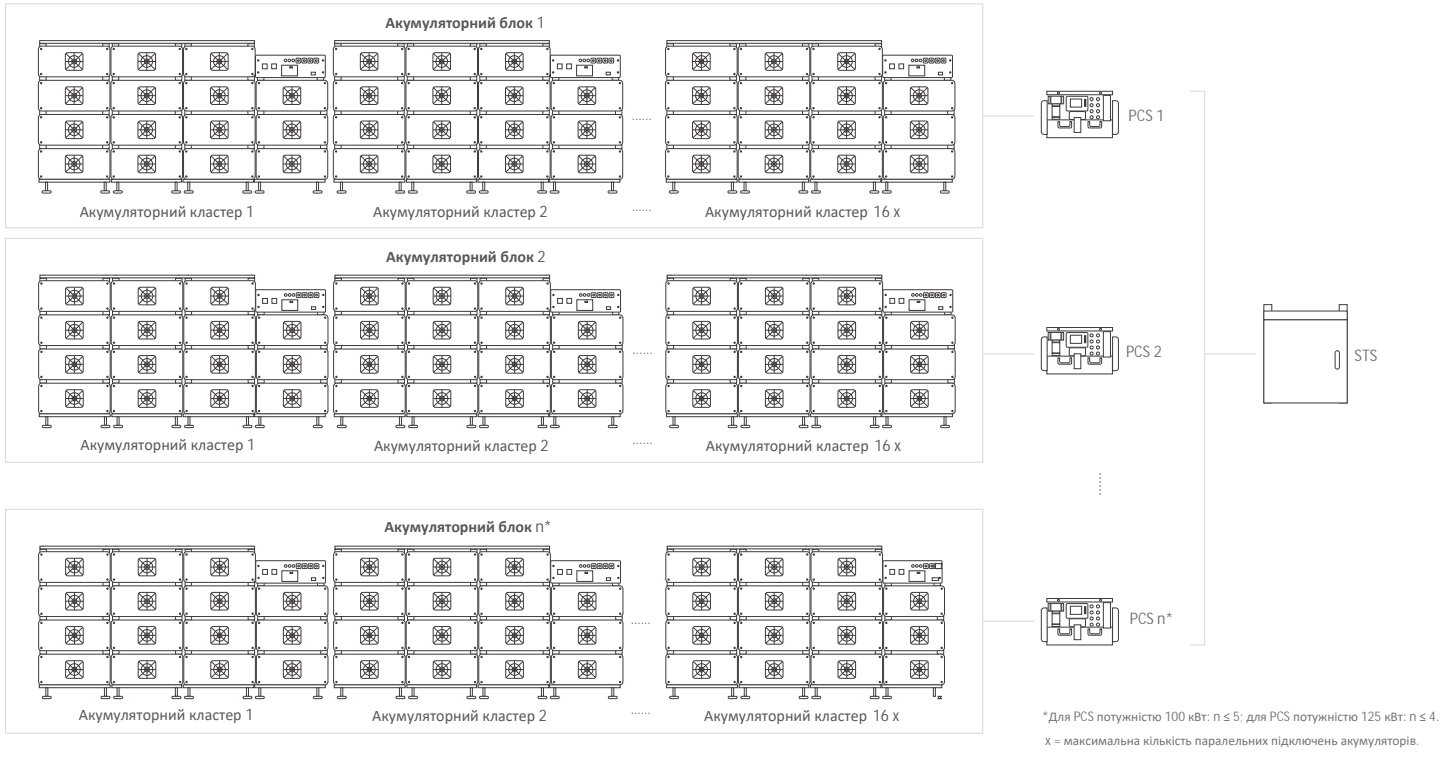 Акумуляторний блок 1
Акумуляторний кластер 1
Акумуляторний кластер 2
......
......
Акумуляторний кластер 16 x
PCS 1
Акумуляторний блок 2
Акумуляторний кластер 1
Акумуляторний кластер 2
......
......
Акумуляторний кластер 16 x
PCS 2
STS
Акумуляторний блок n*
Акумуляторний кластер 1
Акумуляторний кластер 2
......
......
Акумуляторний кластер 16 x
PCS n*
*Для PCS потужністю 100 кВт: n ≤ 5; для PCS потужністю 125 кВт: n ≤ 4.
x = максимальна кількість паралельних підключень акумуляторів.